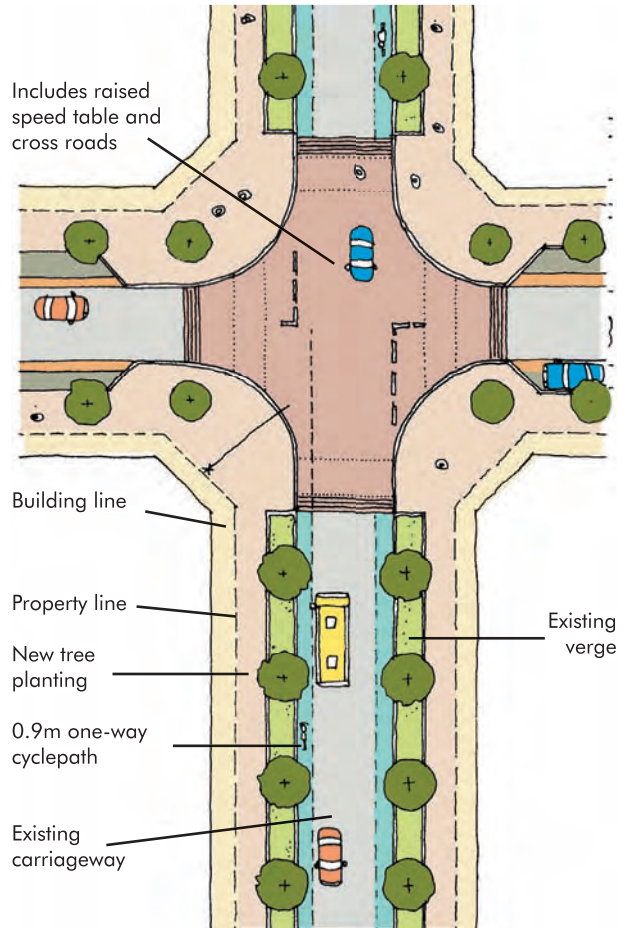 Includes raised
speed table and
cross roads
Building line
Property line
Existing
verge
New tree
planting
0.9m one-way
cyclepath
Existing
carriageway